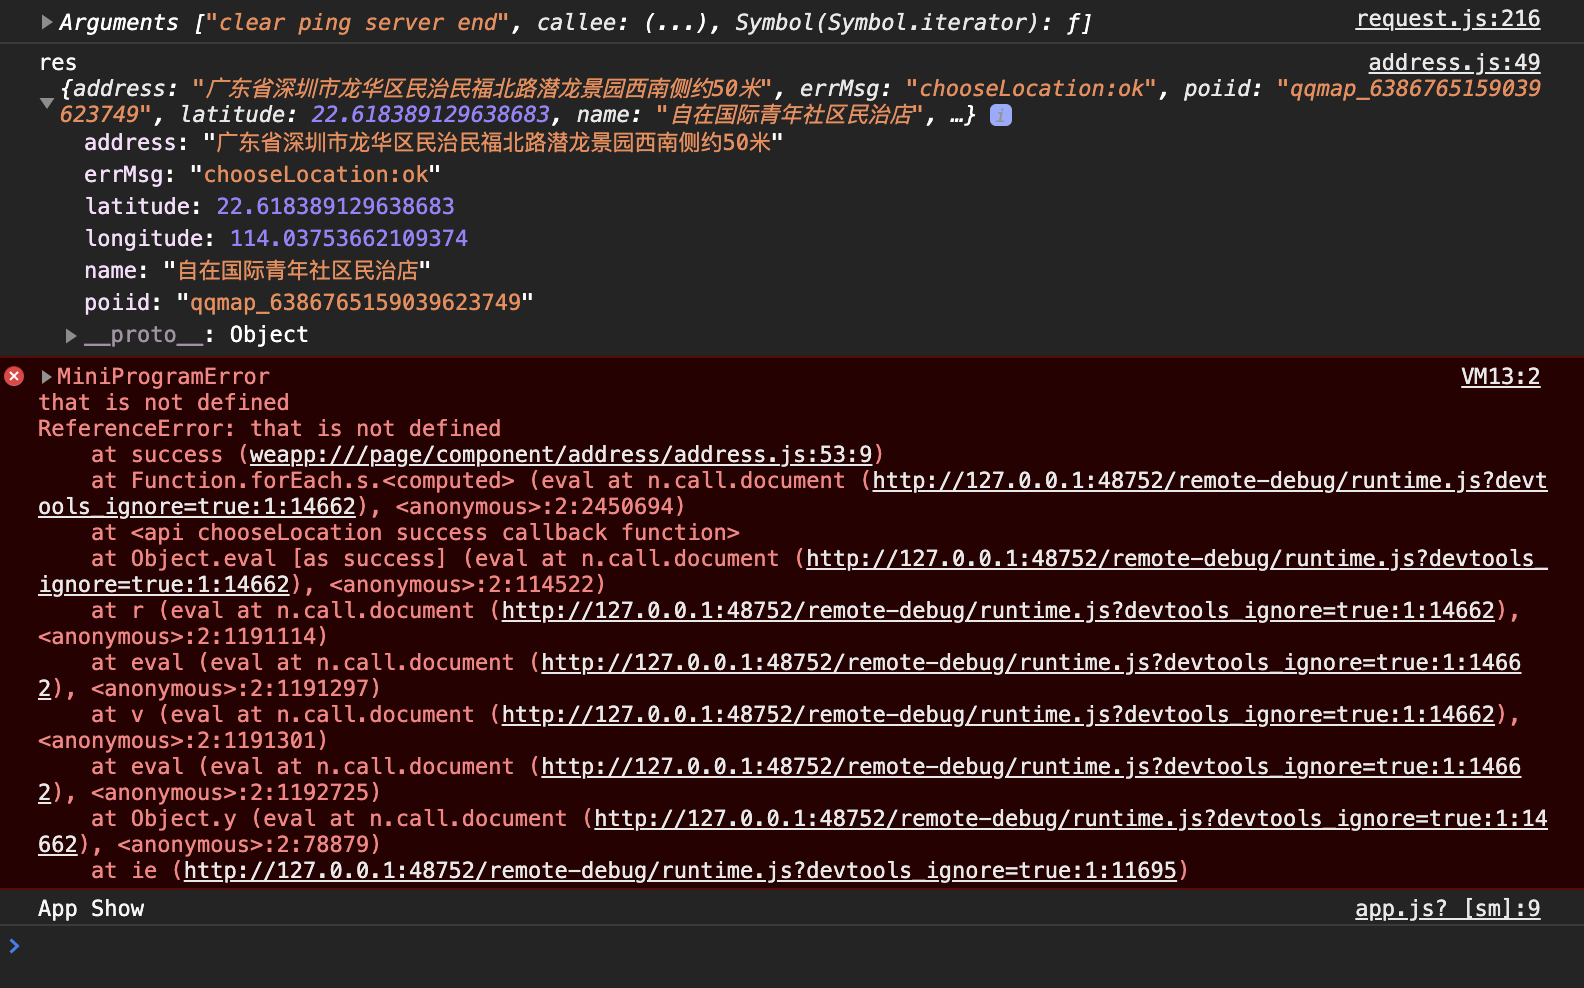 Arguments ["clear ping server end", callee: (...), Symbol(Symbol.iterator): ƒ] request.js:216
res address.js:49
{address: "广东省深圳市龙华区民治民福北路潜龙景园西南侧约50米", errMsg: "chooseLocation:ok", poiid: "qqmap_6386765159039
623749", latitude: 22.618389129638683, name: "自在国际青年社区民治店", …} i
address: "广东省深圳市龙华区民治民福北路潜龙景园西南侧约50米"
errMsg: "chooseLocation:ok"
latitude: 22.618389129638683
longitude: 114.03753662109374
name: "自在国际青年社区民治店"
poiid: "qqmap_6386765159039623749"
__proto__: Object
MiniProgramError VM13:2
that is not defined
ReferenceError: that is not defined
at success (weapp:///page/component/address/address.js:53:9)
at Function.forEach.s.<computed> (eval at n.call.document (http://127.0.0.1:48752/remote-debug/runtime.js?devt
ools_ignore=true:1:14662), <anonymous>:2:2450694)
at <api chooseLocation success callback function>
at Object.eval [as success] (eval at n.call.document (http://127.0.0.1:48752/remote-debug/runtime.js?devtools_
ignore=true:1:14662), <anonymous>:2:114522)
at r (eval at n.call.document (http://127.0.0.1:48752/remote-debug/runtime.js?devtools_ignore=true:1:14662),
<anonymous>:2:1191114)
at eval (eval at n.call.document (http://127.0.0.1:48752/remote-debug/runtime.js?devtools_ignore=true:1:1466
2), <anonymous>:2:1191297)
at v (eval at n.call.document (http://127.0.0.1:48752/remote-debug/runtime.js?devtools_ignore=true:1:14662),
<anonymous>:2:1191301)
at eval (eval at n.call.document (http://127.0.0.1:48752/remote-debug/runtime.js?devtools_ignore=true:1:1466
2), <anonymous>:2:1192725)
at Object.y (eval at n.call.document (http://127.0.0.1:48752/remote-debug/runtime.js?devtools_ignore=true:1:14
662), <anonymous>:2:78879)
at ie (http://127.0.0.1:48752/remote-debug/runtime.js?devtools_ignore=true:1:11695)
App Show app.js? [sm]:9